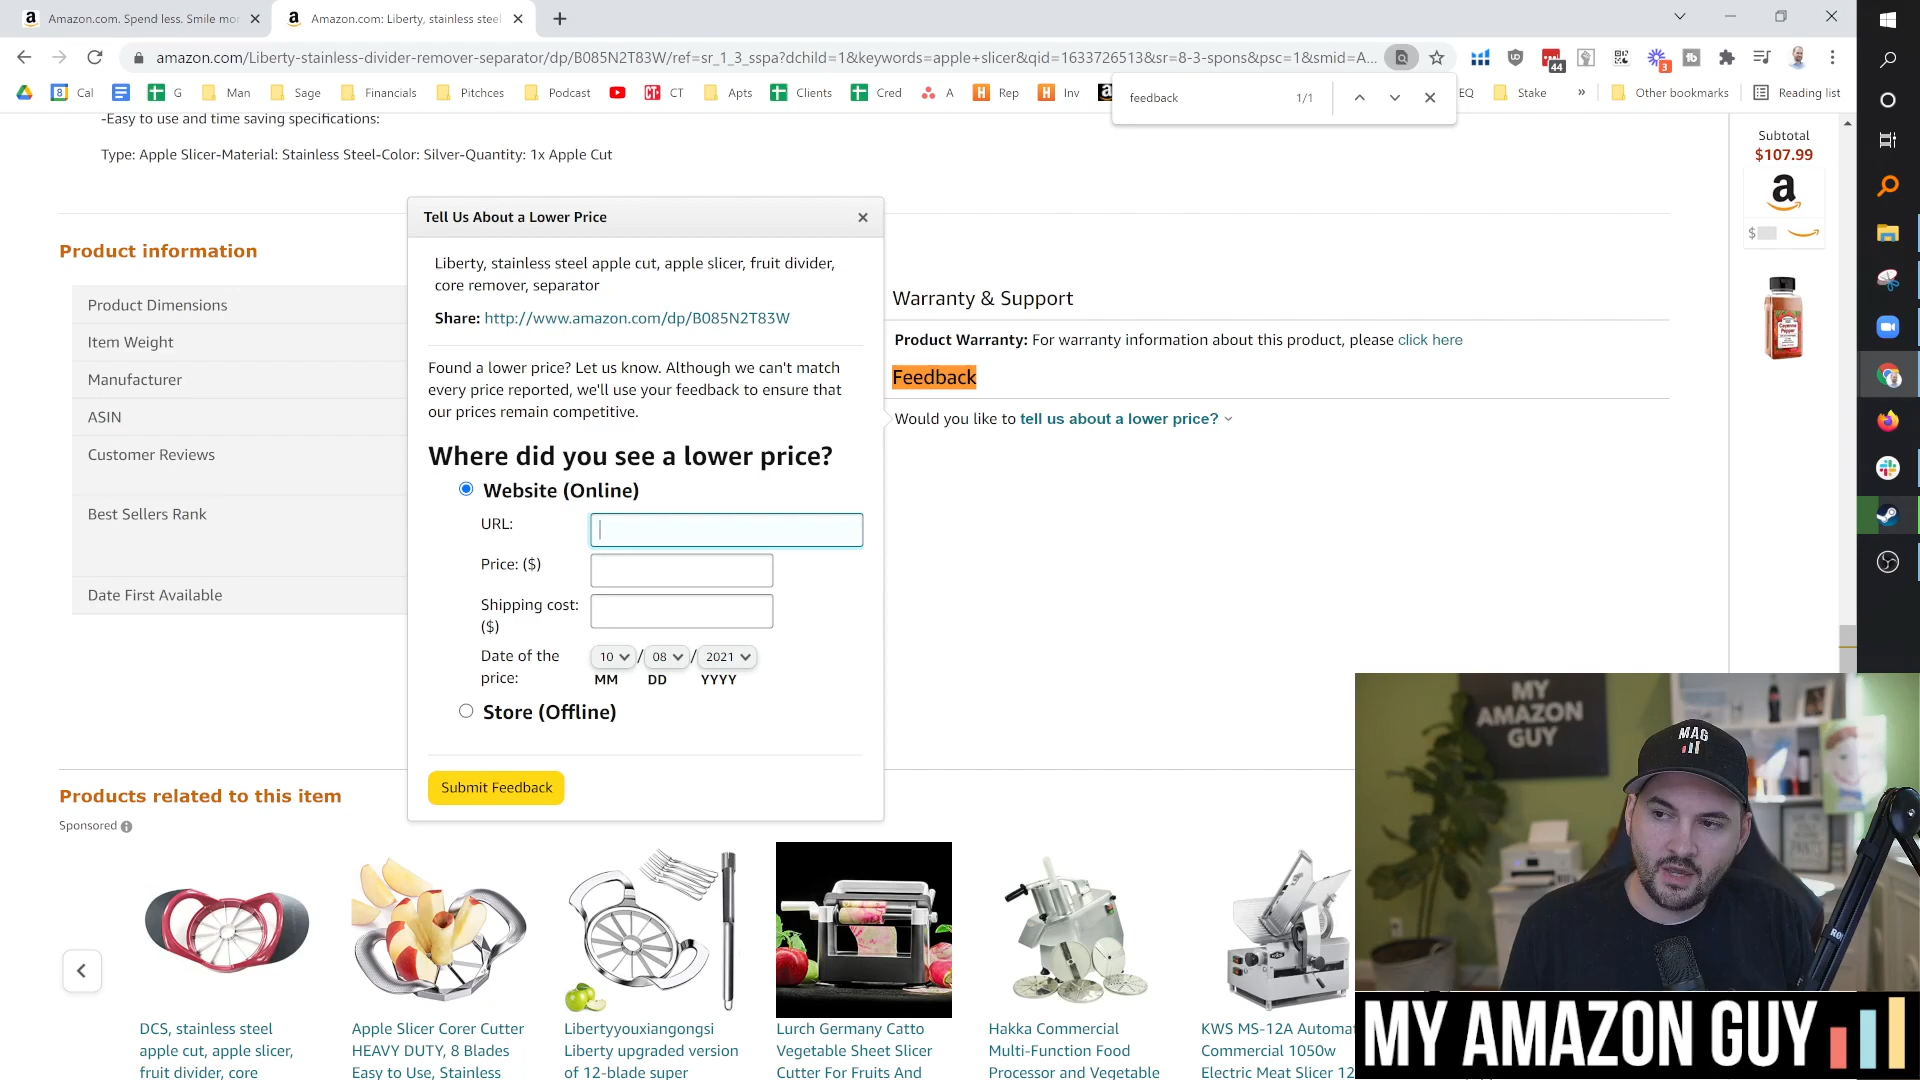 Amazon.com. Spend less. Smile mo
Amazon.com: Liberty, stainless steel
amazon.com/Liberty-stainless-divider-remover-separator/dp/B085N2T83W/ref=sr_1_3_sspa?dchild=1&keywords=apple+slicer&qid=1633726513&sr=8-3-spons&psc=1&smid=A...
44
3
Cal
G
Man
Sage
Financials
Pitchces
Podcast
CT
Apts
Clients
Cred
A
Rep
Inv
EQ
Stake
»
Other bookmarks
Reading list
feedback
1/1
-Easy to use and time saving specifications:
Type: Apple Slicer-Material: Stainless Steel-Color: Silver-Quantity: 1x Apple Cut
Subtotal
$107.99
$
Product information
Product Dimensions
Item Weight
Manufacturer
ASIN
Customer Reviews
Best Sellers Rank
Date First Available
Tell Us About a Lower Price
Liberty, stainless steel apple cut, apple slicer, fruit divider,
core remover, separator
Share: http://www.amazon.com/dp/B085N2T83W
Found a lower price? Let us know. Although we can't match
every price reported, we'll use your feedback to ensure that
our prices remain competitive.
Where did you see a lower price?
Website (Online)
URL:
Price: ($)
Shipping cost:
($)
Date of the
price:
10 / 08 / 2021
MM DD YYYY
Store (Offline)
Submit Feedback
Warranty & Support
Product Warranty: For warranty information about this product, please click here
Feedback
Would you like to tell us about a lower price?
Products related to this item
Sponsored
DCS, stainless steel
apple cut, apple slicer,
fruit divider, core
Apple Slicer Corer Cutter
HEAVY DUTY, 8 Blades
Easy to Use, Stainless
Libertyyouxiangongsi
Liberty upgraded version
of 12-blade super
Lurch Germany Catto
Vegetable Sheet Slicer
Cutter For Fruits And
Hakka Commercial
Multi-Function Food
Processor and Vegetable
KWS MS-12A Automa
Commercial 1050w
Electric Meat Slicer 12
MY
AMAZON
GUY
MAG
MY AMAZON GUY